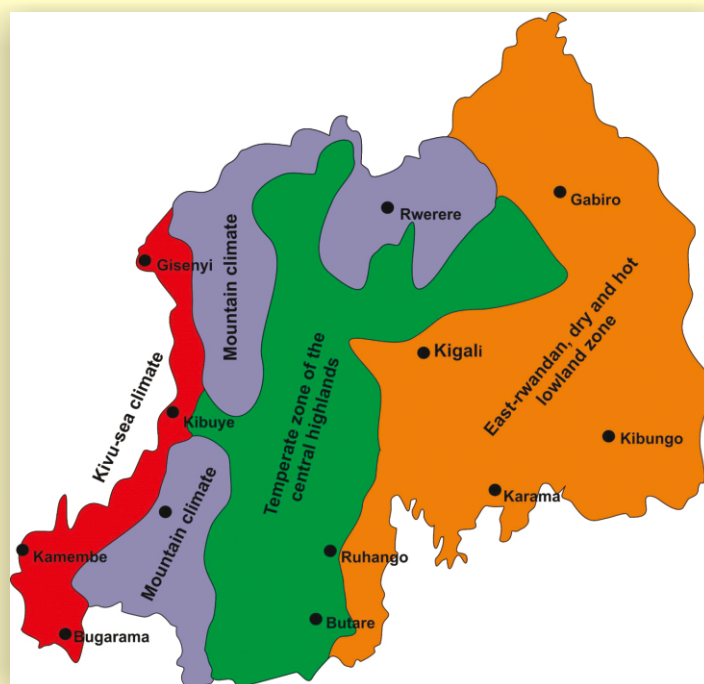 Gabiro
Rwerere
Gisenyi
Mountain climate
Kigali
East-rwandan, dry and hot
lowland zone
Kivu-sea climate
Kibuye
Temperate zone of the
central highlands
Kibungo
Karama
Mountain climate
Kamembe
Ruhango
Butare
Bugarama